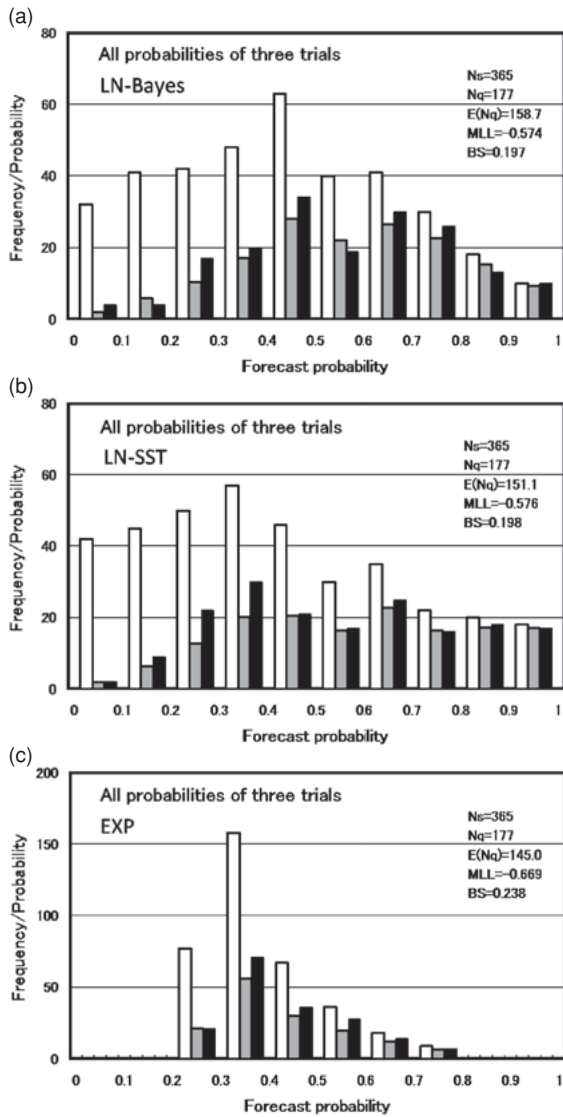 (a)
80
All probabilities of three trials
LN-Bayes
Ns=365
Nq=177
E(Nq)=158.7
MLL=-0.574
BS=0.197
60
40
20
0
Frequency/Probability
0 0.1 0.2 0.3 0.4 0.5 0.6 0.7 0.8 0.9 1
Forecast probability
(b)
80
All probabilities of three trials
LN-SST
Ns=365
Nq=177
E(Nq)=151.1
MLL=-0.576
BS=0.198
60
40
20
0
Frequency/Probability
0 0.1 0.2 0.3 0.4 0.5 0.6 0.7 0.8 0.9 1
Forecast probability
(c)
200
All probabilities of three trials
EXP
Ns=365
Nq=177
E(Nq)=145.0
MLL=-0.669
BS=0.238
150
100
50
0
Frequency/Probability
0 0.1 0.2 0.3 0.4 0.5 0.6 0.7 0.8 0.9 1
Forecast probability